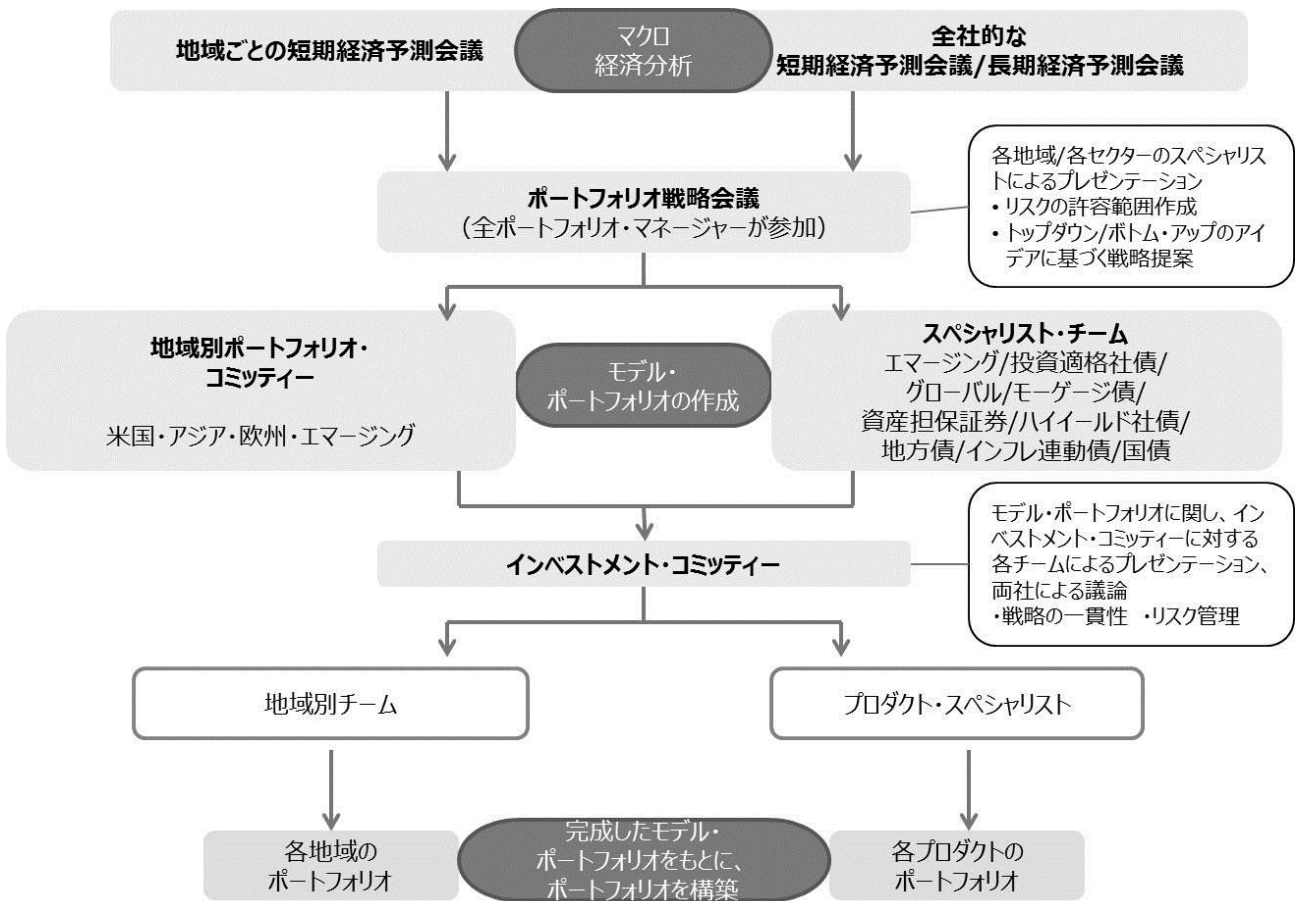 地域ごとの短期経済予測会議
マクロ
経済分析
全社的な
短期経済予測会議/長期経済予測会議
各地域/各セクターのスペシャリス
トによるプレゼンテーション
• リスクの許容範囲作成
• トップダウン/ボトム・アップのアイ
デアに基づく戦略提案
ポートフォリオ戦略会議
（全ポートフォリオ・マネージャーが参加）
地域別ポートフォリオ・
コミッティー
米国・アジア・欧州・エマージング
モデル・
ポートフォリオの作成
スペシャリスト・チーム
エマージング/投資適格社債/
グローバル/モーゲージ債/
資産担保証券/ハイイールド社債/
地方債/インフレ連動債/国債
モデル・ポートフォリオに関し、イン
ベストメント・コミッティーに対する
各チームによるプレゼンテーション、
両社による議論
・戦略の一貫性 ・リスク管理
インベストメント・コミッティー
地域別チーム
プロダクト・スペシャリスト
各地域の
ポートフォリオ
完成したモデル・
ポートフォリオをもとに、
ポートフォリオを構築
各プロダクトの
ポートフォリオ